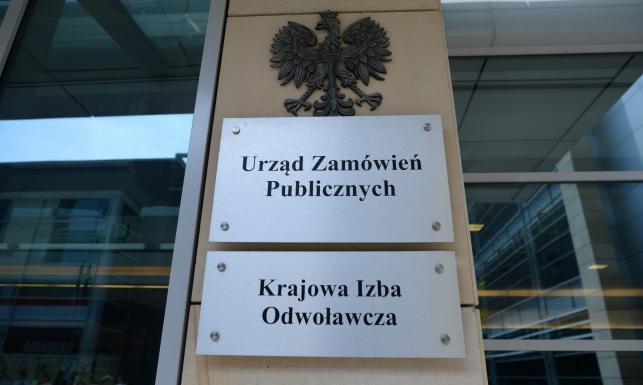 Urząd Zamówień
Publicznych
Krajowa Izba
Odwoławcza